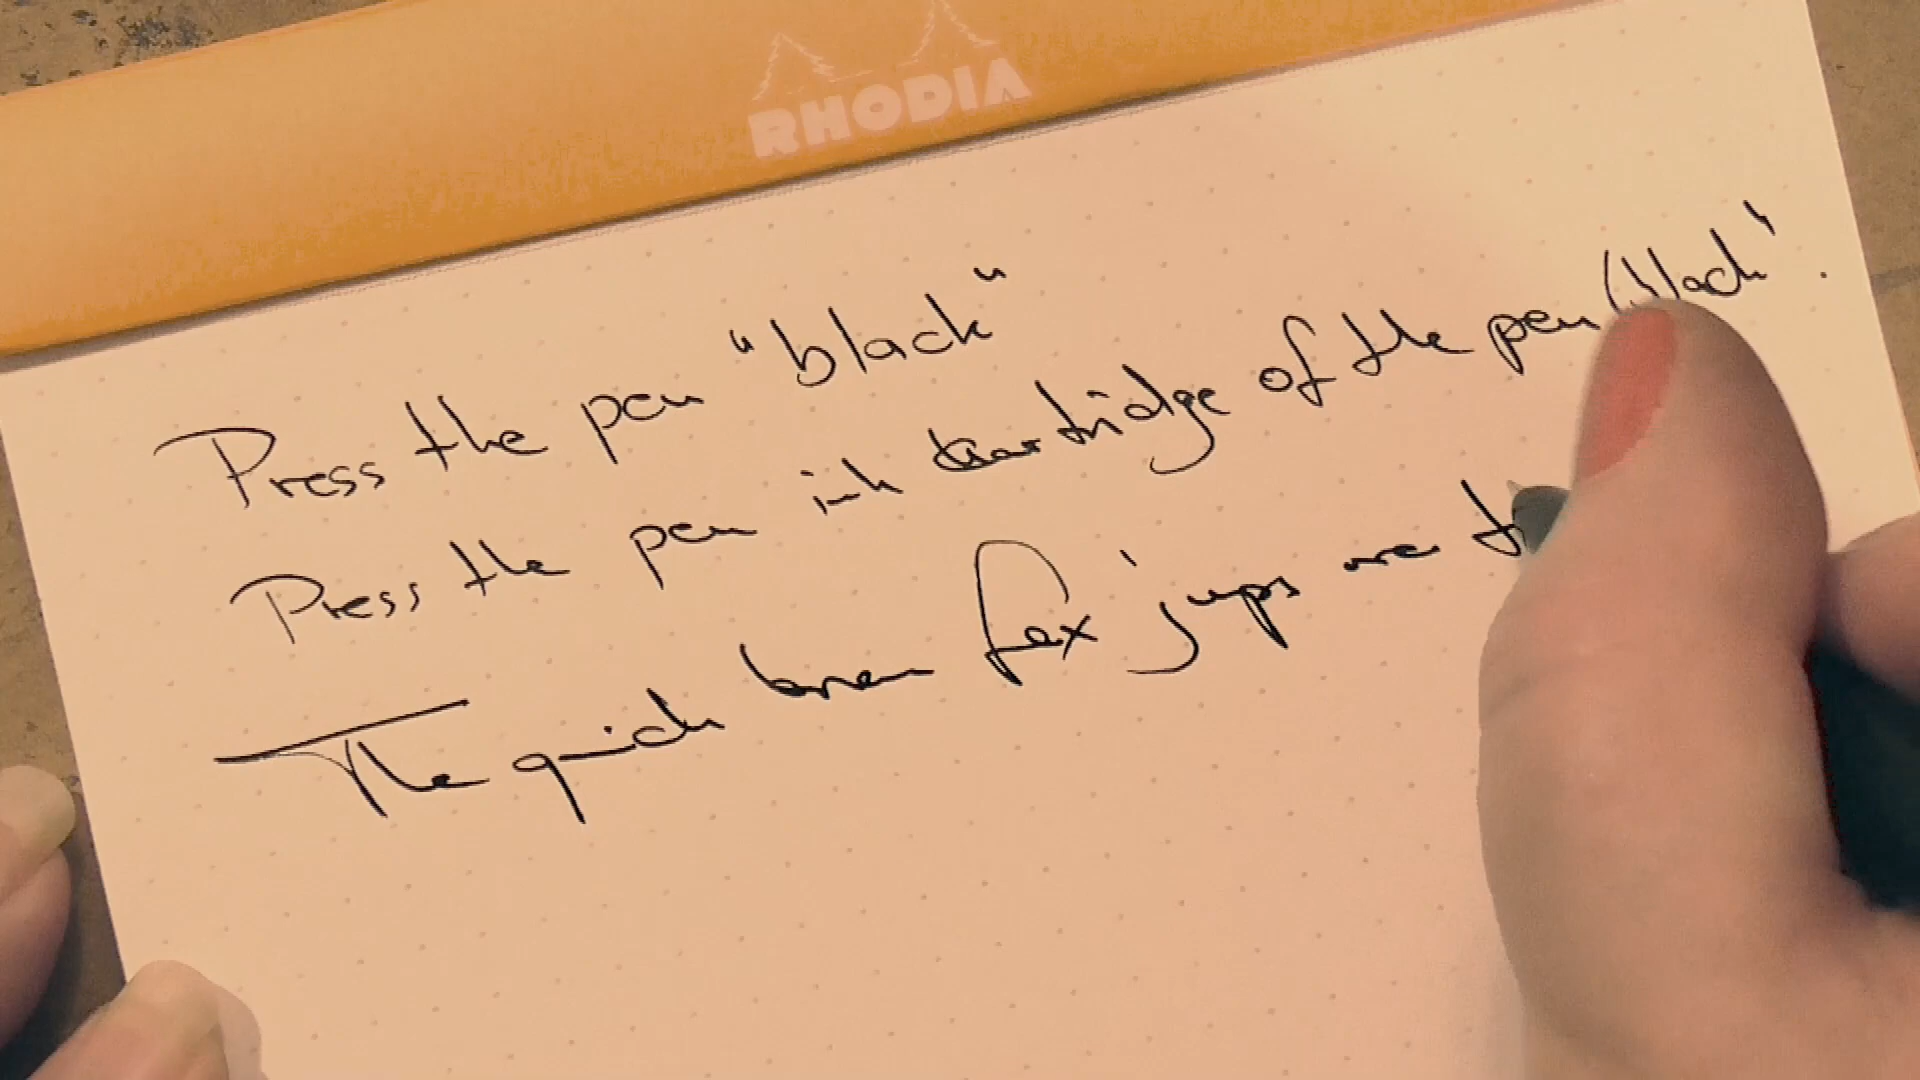 RHODIA
Press the pen "black"
Press the pen ink cartridge of the pen "black".
The quick brown fox jups over